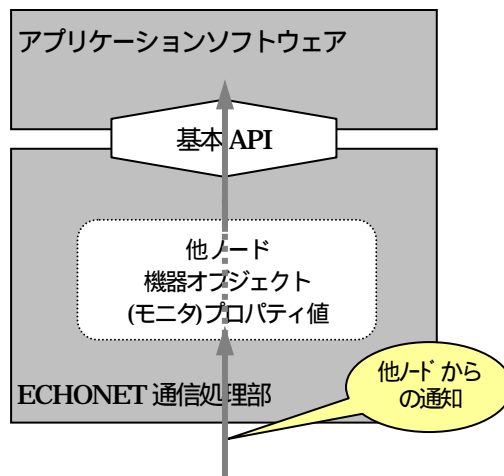 アプリケーションソフトウェア
基本 API
他ノード
機器オブジェクト
(モニタ)プロパティ値
ECHONET 通信処理部
他ノードから
の通知